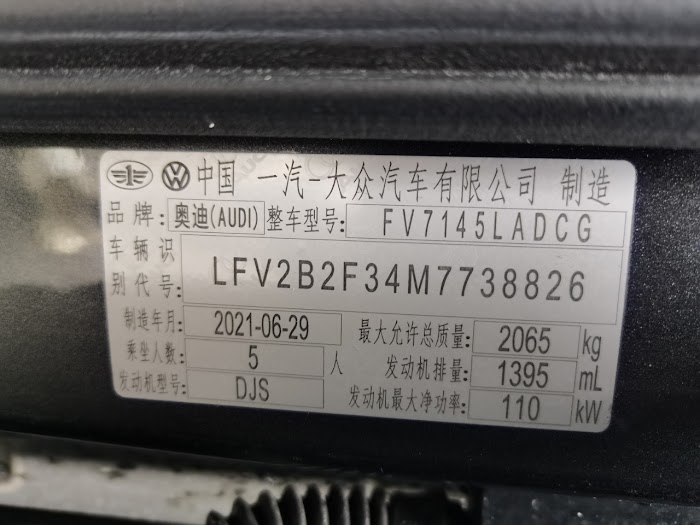 中国 一汽-大众汽车有限公司 制造
品牌: 奥迪(AUDI) 整车型号: FV7145LADCG
车辆识别代号: LFV2B2F34M7738826
制造年月: 2021-06-29 最大允许总质量: 2065 kg
乘坐人数: 5 人 发动机排量: 1395 mL
发动机型号: DJS 发动机最大净功率: 110 kW